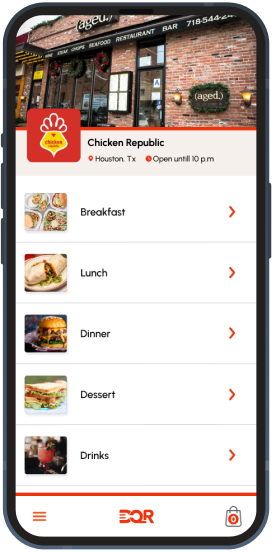 (aged.)
WINE STEAK CHOPS SEAFOOD RESTAURANT BAR 718-544-2
A
(aged.)
chicken
republic
Chicken Republic
Houston, Tx Open untill 10 p.m
Breakfast
Lunch
Dinner
Dessert
Drinks
EQR
0